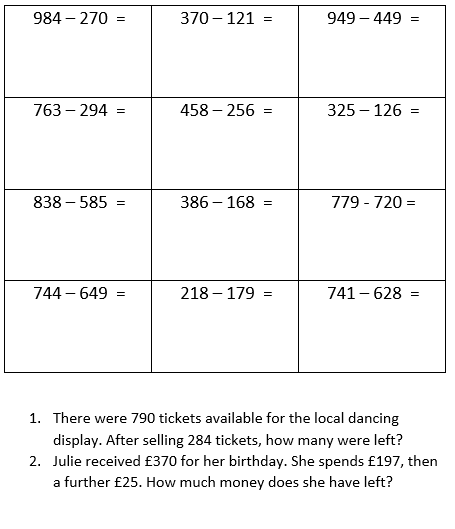 984 – 270 = 370 – 121 = 949 – 449 =
763 – 294 = 458 – 256 = 325 – 126 =
838 – 585 = 386 – 168 = 779 - 720 =
744 – 649 = 218 – 179 = 741 – 628 =
1. There were 790 tickets available for the local dancing
display. After selling 284 tickets, how many were left?
2. Julie received £370 for her birthday. She spends £197, then
a further £25. How much money does she have left?